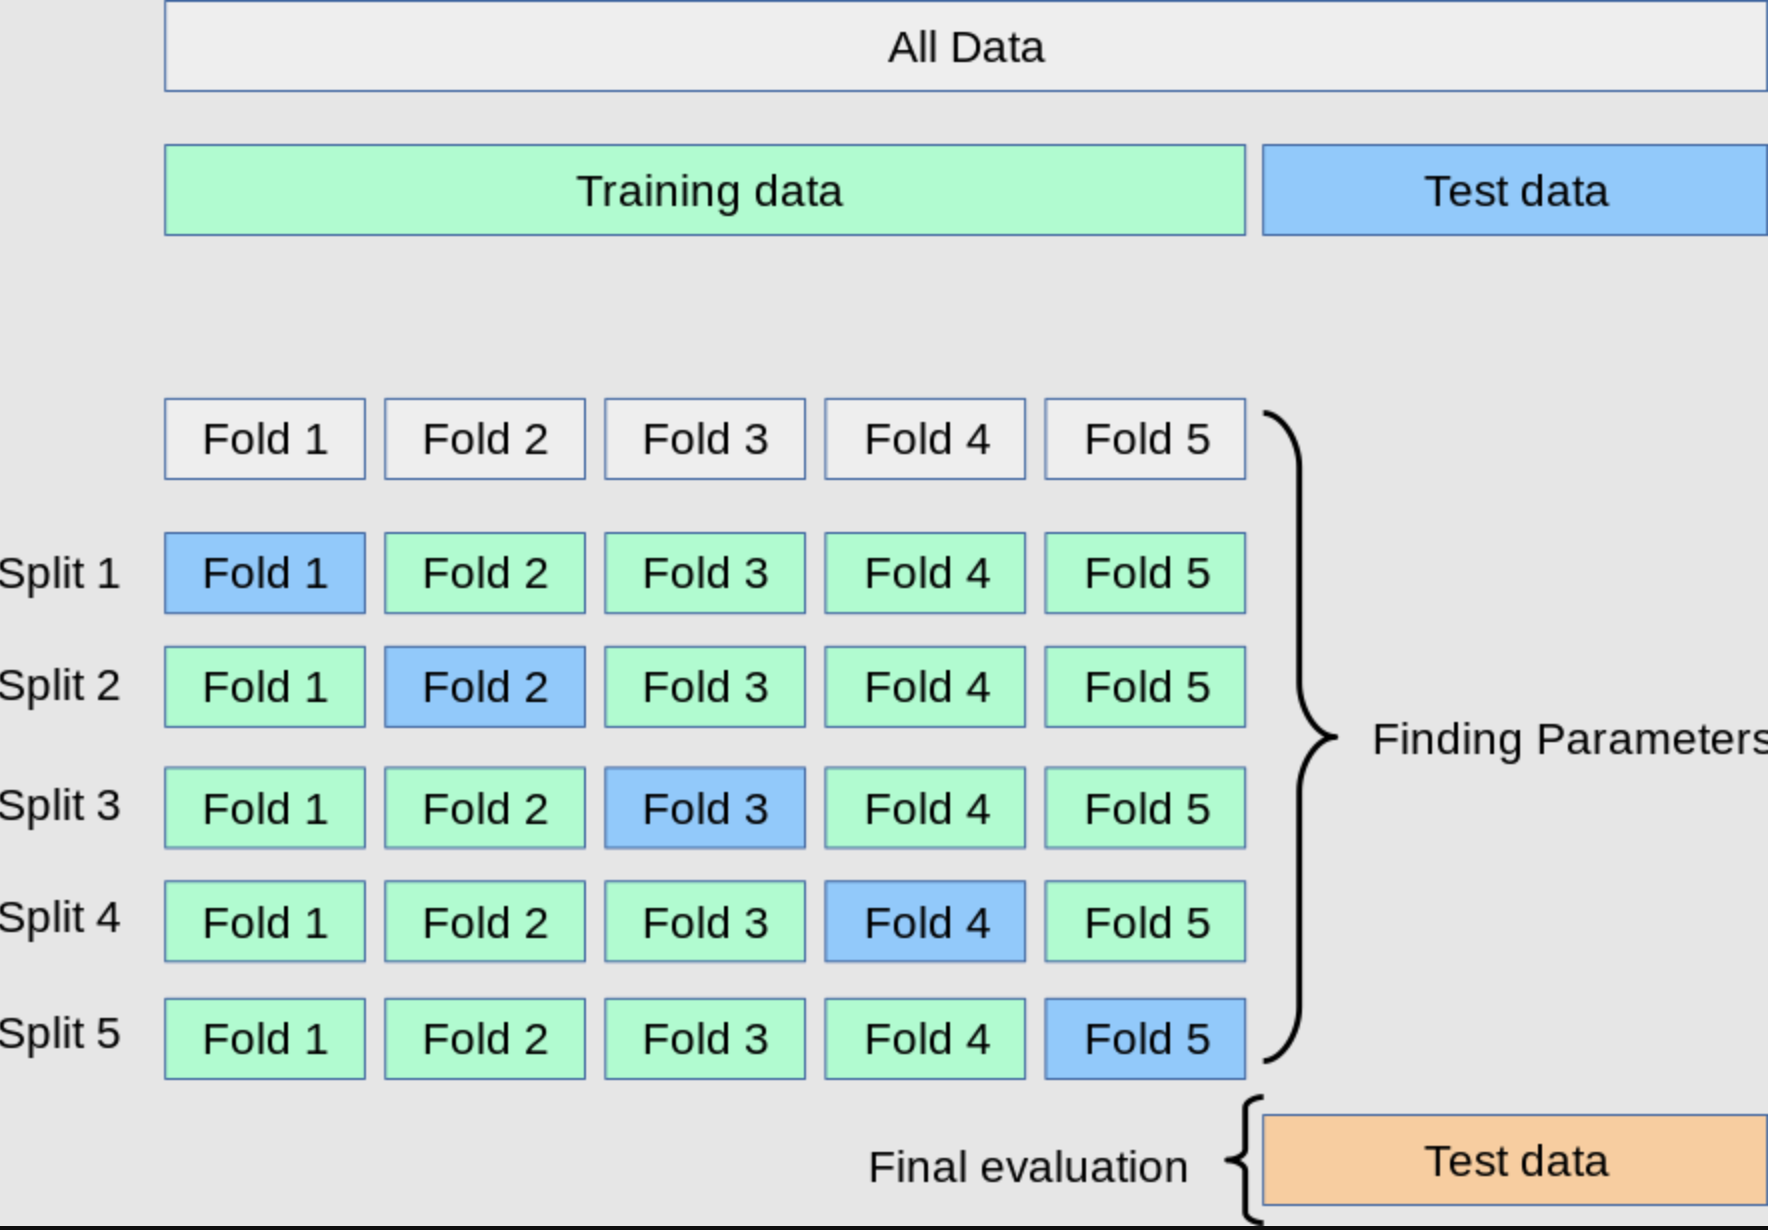 All Data
Training data Test data
Fold 1 Fold 2 Fold 3 Fold 4 Fold 5
Split 1 Fold 1 Fold 2 Fold 3 Fold 4 Fold 5
Split 2 Fold 1 Fold 2 Fold 3 Fold 4 Fold 5
Finding Parameters
Split 3 Fold 1 Fold 2 Fold 3 Fold 4 Fold 5
Split 4 Fold 1 Fold 2 Fold 3 Fold 4 Fold 5
Split 5 Fold 1 Fold 2 Fold 3 Fold 4 Fold 5
Final evaluation Test data